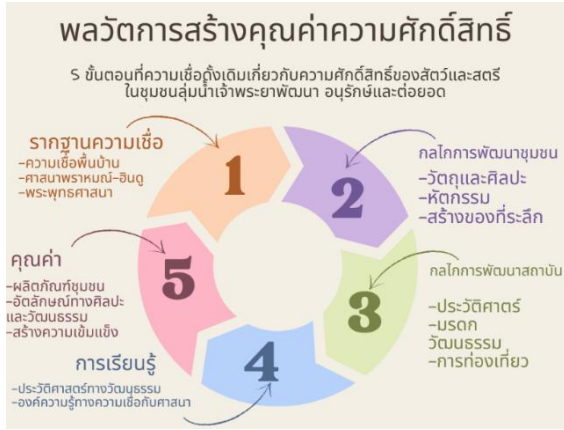 พลวัตการสร้างคุณค่าความศักดิ์สิทธิ์
5 ขั้นตอนที่ความเชื่อดั้งเดิมเกี่ยวกับความศักดิ์สิทธิ์ของสัตว์และสตรี
ในชุมชนลุ่มน้ำเจ้าพระยาพัฒนา อนุรักษ์และต่อยอด
รากฐานความเชื่อ
-ความเชื่อพื้นบ้าน
-ศาสนาพราหมณ์-ฮินดู
-พระพุทธศาสนา
1
2
กลไกการพัฒนาชุมชน
-วัตถุและศิลปะ
-หัตกรรม
-สร้างของที่ระลึก
3
กลไกการพัฒนาสถาบัน
-ประวัติศาตร์
-มรดก
วัฒนธรรม
-การท่องเที่ยว
4
การเรียนรู้
-ประวัติศาสตร์ทางวัฒนธรรม
-องค์ความรู้ทางความเชื่อกับศาสนา
5
คุณค่า
-ผลิตภัณฑ์ชุมชน
-อัตลักษณ์ทางศิลปะ
และวัฒนธรรม
-สร้างความเข้มแข็ง